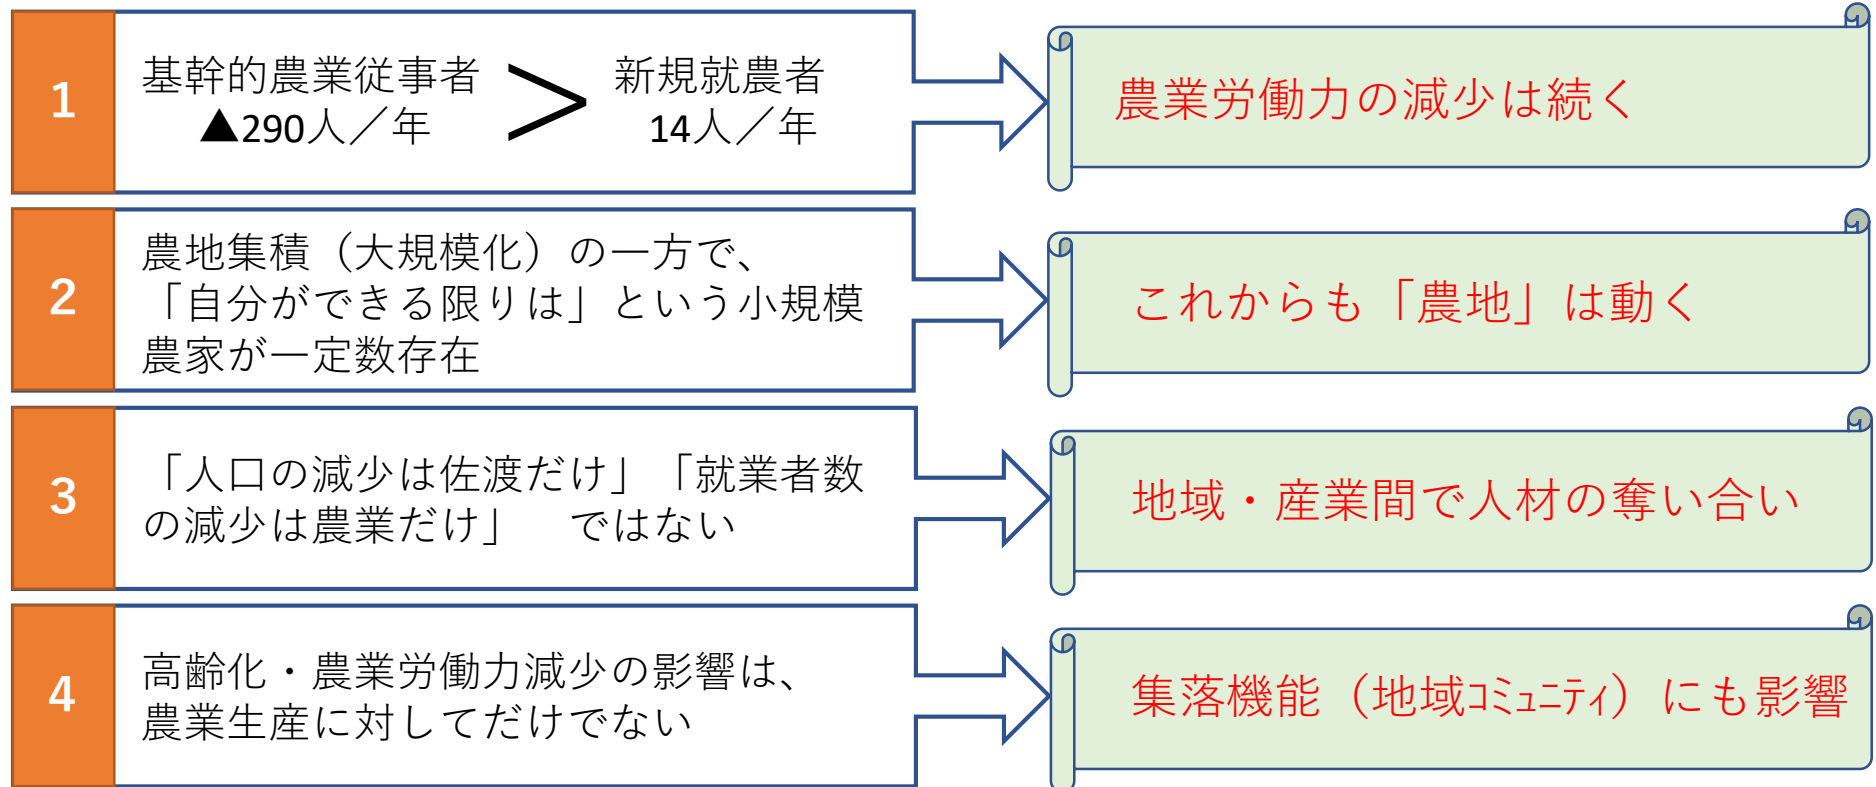 1
基幹的農業従事者
▲290人／年
＞
新規就農者
14人／年
農業労働力の減少は続く
2
農地集積（大規模化）の一方で、
「自分ができる限りは」という小規模
農家が一定数存在
これからも「農地」は動く
3
「人口の減少は佐渡だけ」「就業者数
の減少は農業だけ」　ではない
地域・産業間で人材の奪い合い
4
高齢化・農業労働力減少の影響は、
農業生産に対してだけでない
集落機能（地域ｺﾐｭﾆﾃｨ）にも影響